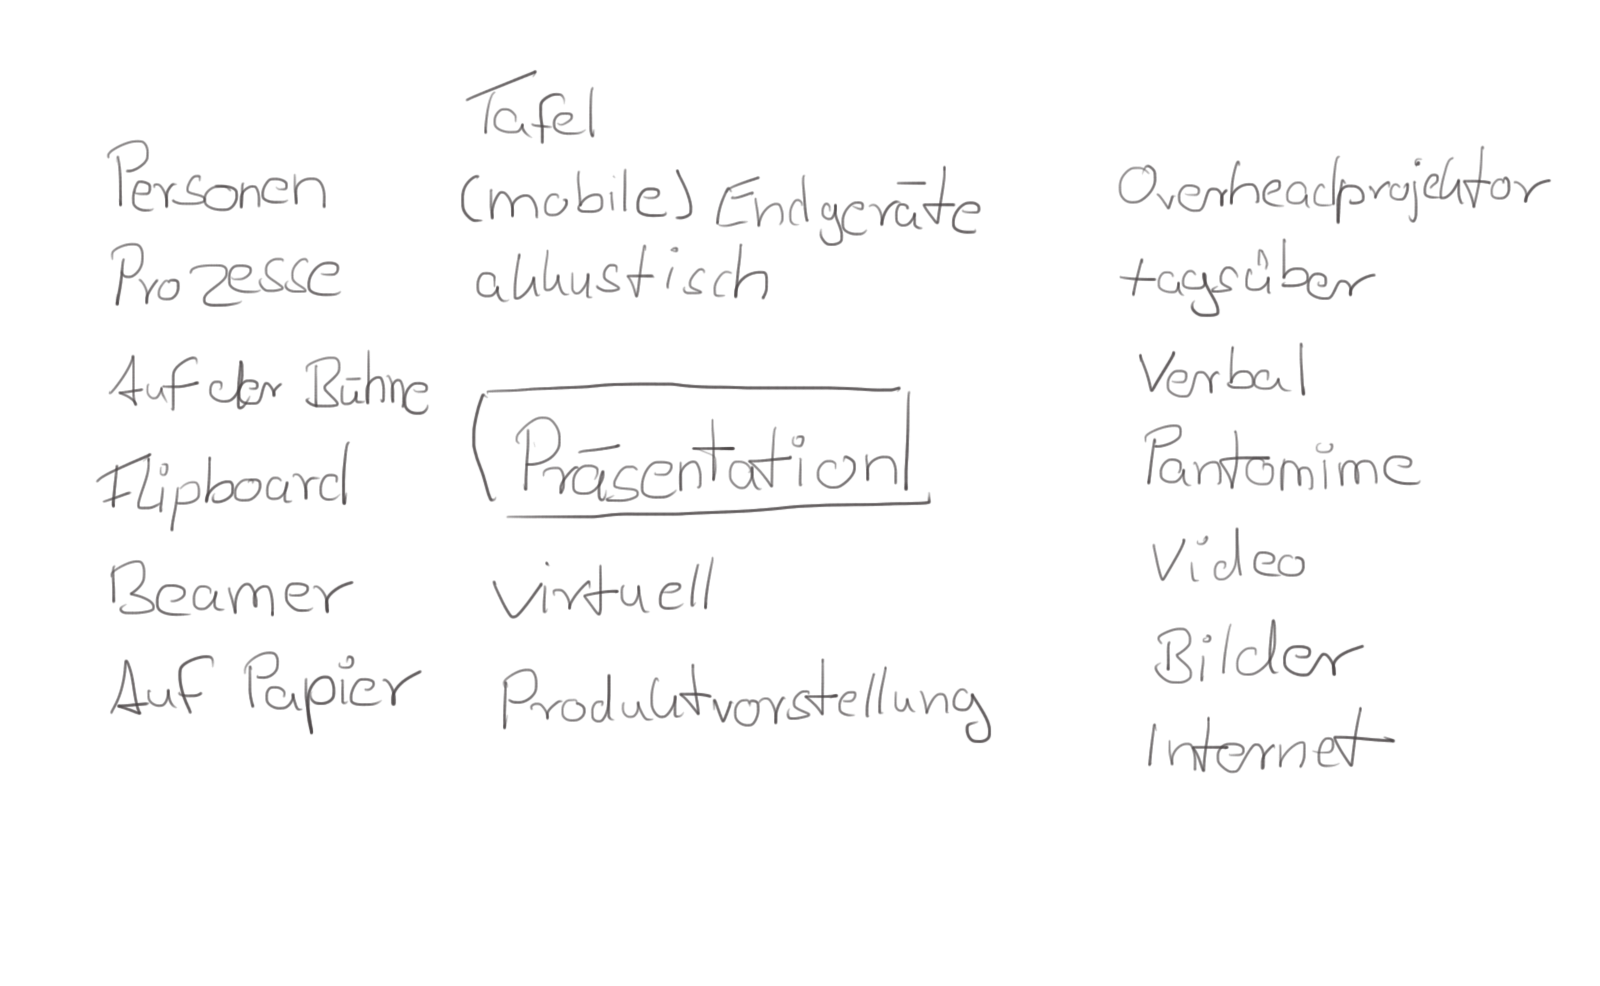 Personen
Prozesse
Auf der Bühne
Flipboard
Beamer
Auf Papier
Tafel
(mobile) Endgeräte
akkustisch
Präsentation
virtuell
Produktvorstellung
Overheadprojektor
tagsüber
Verbal
Pantomime
Video
Bilder
Internet